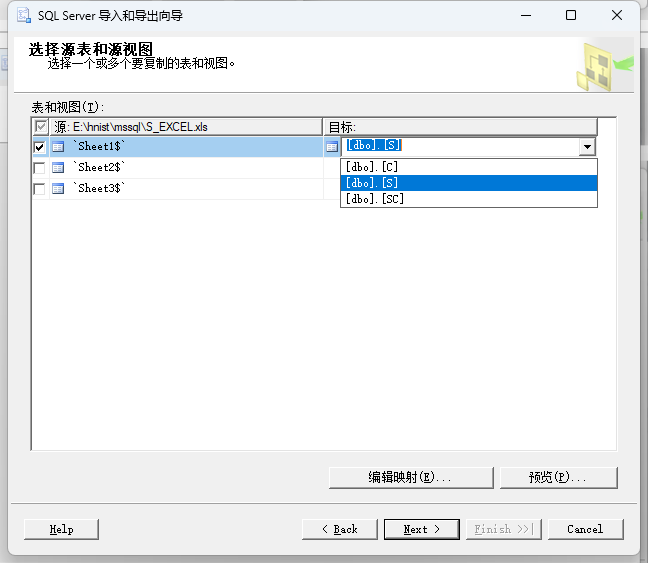 SQL Server 导入和导出向导
选择源表和源视图
选择一个或多个要复制的表和视图。
表和视图(T):
源: E:\hnist\mssql\S_EXCEL.xls 目标:
`Sheet1$` [dbo].[S]
[dbo].[C]
`Sheet2$`
[dbo].[S]
`Sheet3$`
[dbo].[SC]
编辑映射(E)... 预览(P)...
Help < Back Next > Finish >>| Cancel